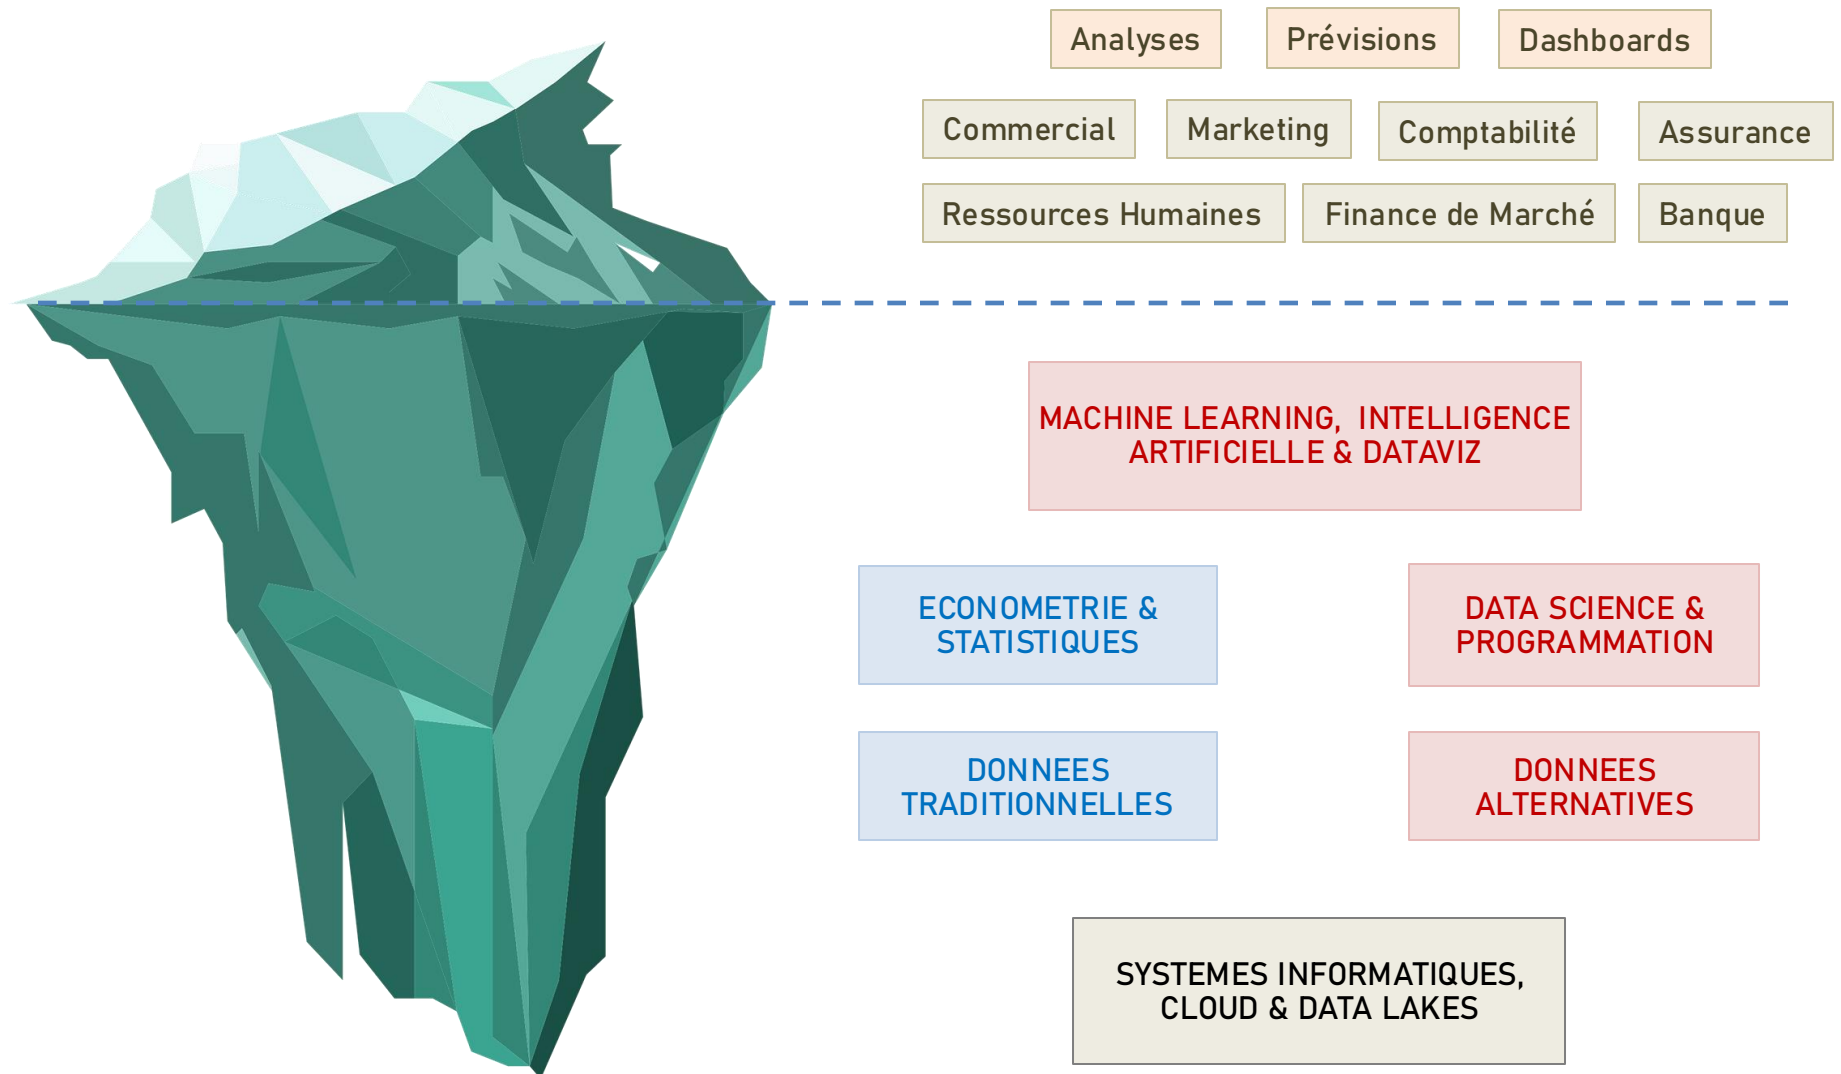 Analyses
Prévisions
Dashboards
Commercial
Marketing
Comptabilité
Assurance
Ressources Humaines
Finance de Marché
Banque
MACHINE LEARNING, INTELLIGENCE
ARTIFICIELLE & DATAVIZ
ECONOMETRIE &
STATISTIQUES
DATA SCIENCE &
PROGRAMMATION
DONNEES
TRADITIONNELLES
DONNEES
ALTERNATIVES
SYSTEMES INFORMATIQUES,
CLOUD & DATA LAKES